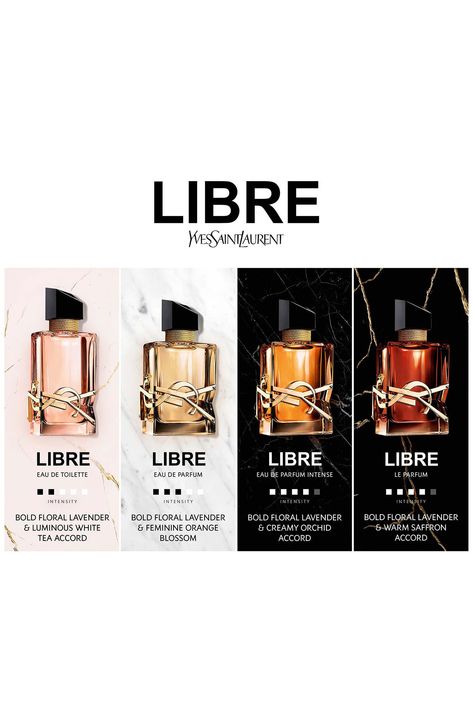 LIBRE
YVESSAINTLAURENT
LIBRE
EAU DE TOILETTE
INTENSITY
BOLD FLORAL LAVENDER
& LUMINOUS WHITE
TEA ACCORD
LIBRE
EAU DE PARFUM
INTENSITY
BOLD FLORAL LAVENDER
& FEMININE ORANGE
BLOSSOM
LIBRE
EAU DE PARFUM INTENSE
INTENSITY
BOLD FLORAL LAVENDER
& CREAMY ORCHID
ACCORD
LIBRE
LE PARFUM
INTENSITY
BOLD FLORAL LAVENDER
& WARM SAFFRON
ACCORD